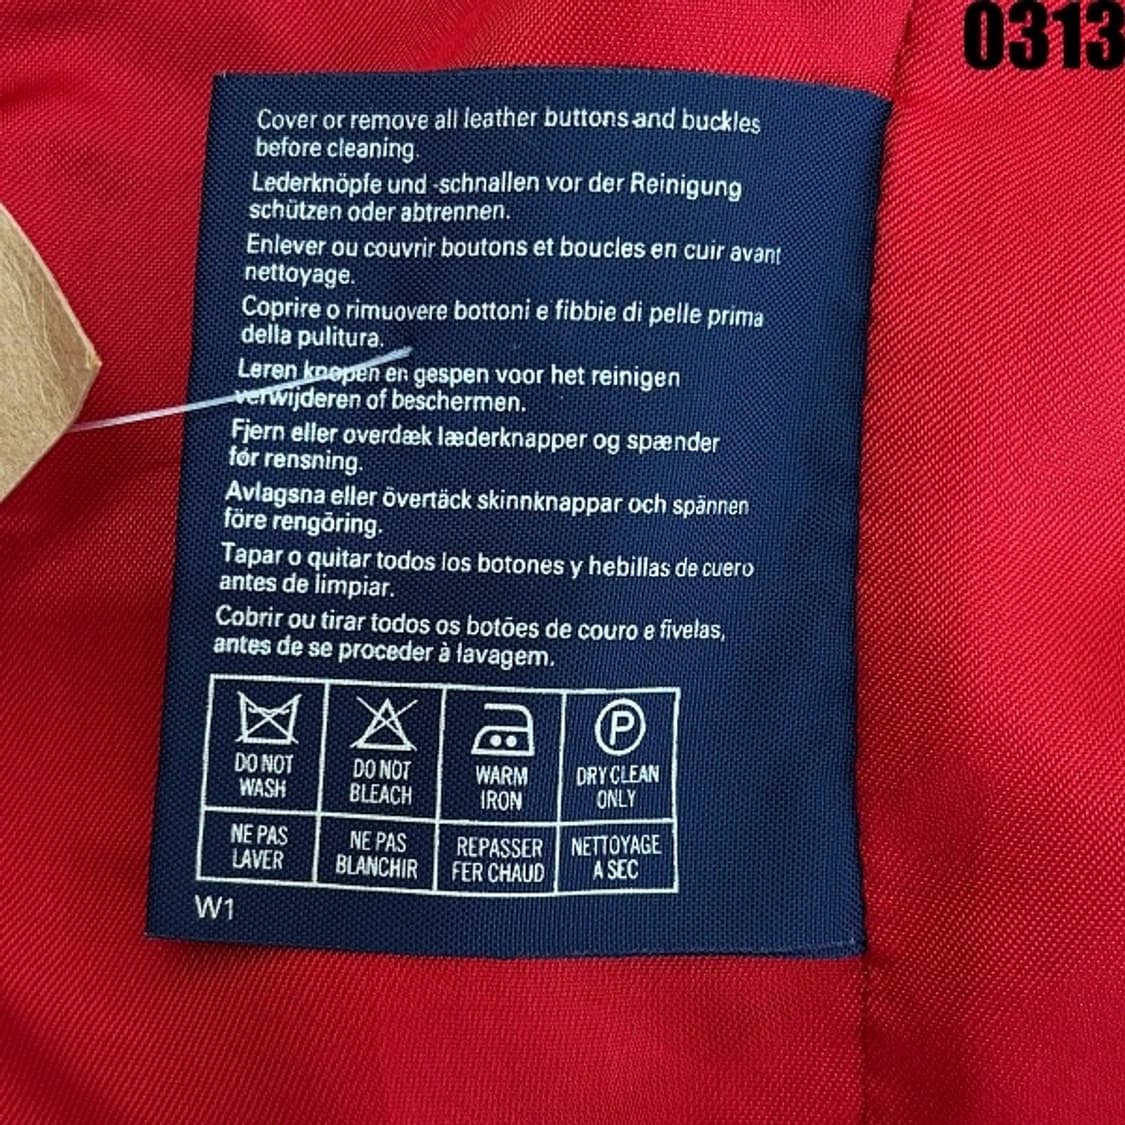 0313
Cover or remove all leather buttons and buckles
before cleaning.
Lederknöpfe und -schnallen vor der Reinigung
schützen oder abtrennen.
Enlever ou couvrir boutons et boucles en cuir avant
nettoyage.
Coprire o rimuovere bottoni e fibbie di pelle prima
della pulitura.
Leren knopen en gespen voor het reinigen
verwijderen of beschermen.
Fjern eller overdæk læderknapper og spænder
fór rensning.
Avlagsna eller övertäck skinnknappar och spännen
före rengöring.
Tapar o quitar todos los botones y hebillas de cuero
antes de limpiar.
Cobrir ou tirar todos os botões de couro e fivelas,
antes de se proceder à lavagem.
P
DO NOT WASH
DO NOT BLEACH
WARM IRON
DRY CLEAN ONLY
NE PAS LAVER
NE PAS BLANCHIR
REPASSER FER CHAUD
NETTOYAGE A SEC
W1